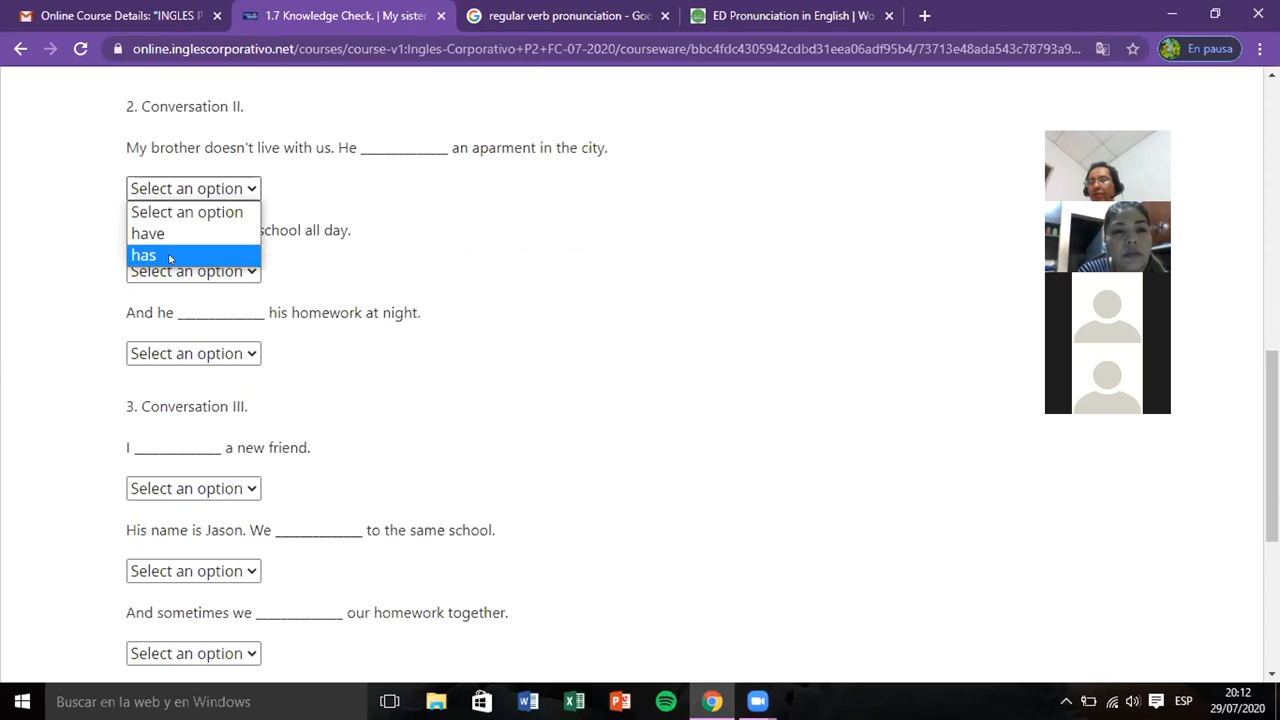 Online Course Details: "INGLES P
1.7 Knowledge Check. | My sister
regular verb pronunciation - Goo
ED Pronunciation in English | Wo
online.inglescorporativo.net/courses/course-v1:Ingles-Corporativo+P2+FC-07-2020/courseware/bbc4fdc4305942cdbd31eea06adf95b4/73713e48ada543c78793a9...
En pausa
2. Conversation II.
My brother doesn't live with us. He ______________ an aparment in the city.
Select an option
Select an option
have
school all day.
has
Select an option
And he ______________ his homework at night.
Select an option
3. Conversation III.
I ______________ a new friend.
Select an option
His name is Jason. We ______________ to the same school.
Select an option
And sometimes we ______________ our homework together.
Select an option
Buscar en la web y en Windows
ESP
20:12
29/07/2020